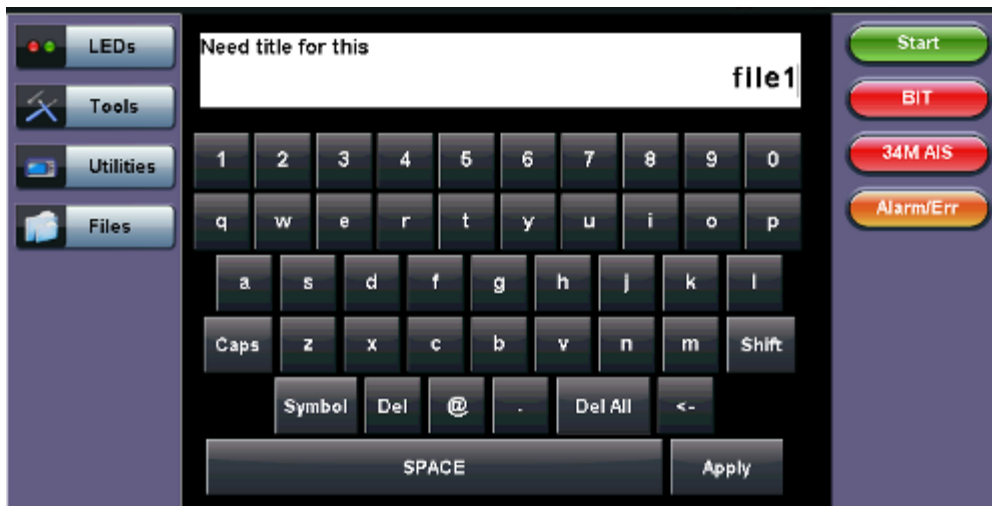 LEDs
Tools
Utilities
Files
Need title for this
file1
1 2 3 4 5 6 7 8 9 0
q w e r t y u i o p
a s d f g h j k l
Caps z x c b v n m Shift
Symbol Del @ . Del All <-
SPACE Apply
Start
BIT
34M AIS
Alarm/Err